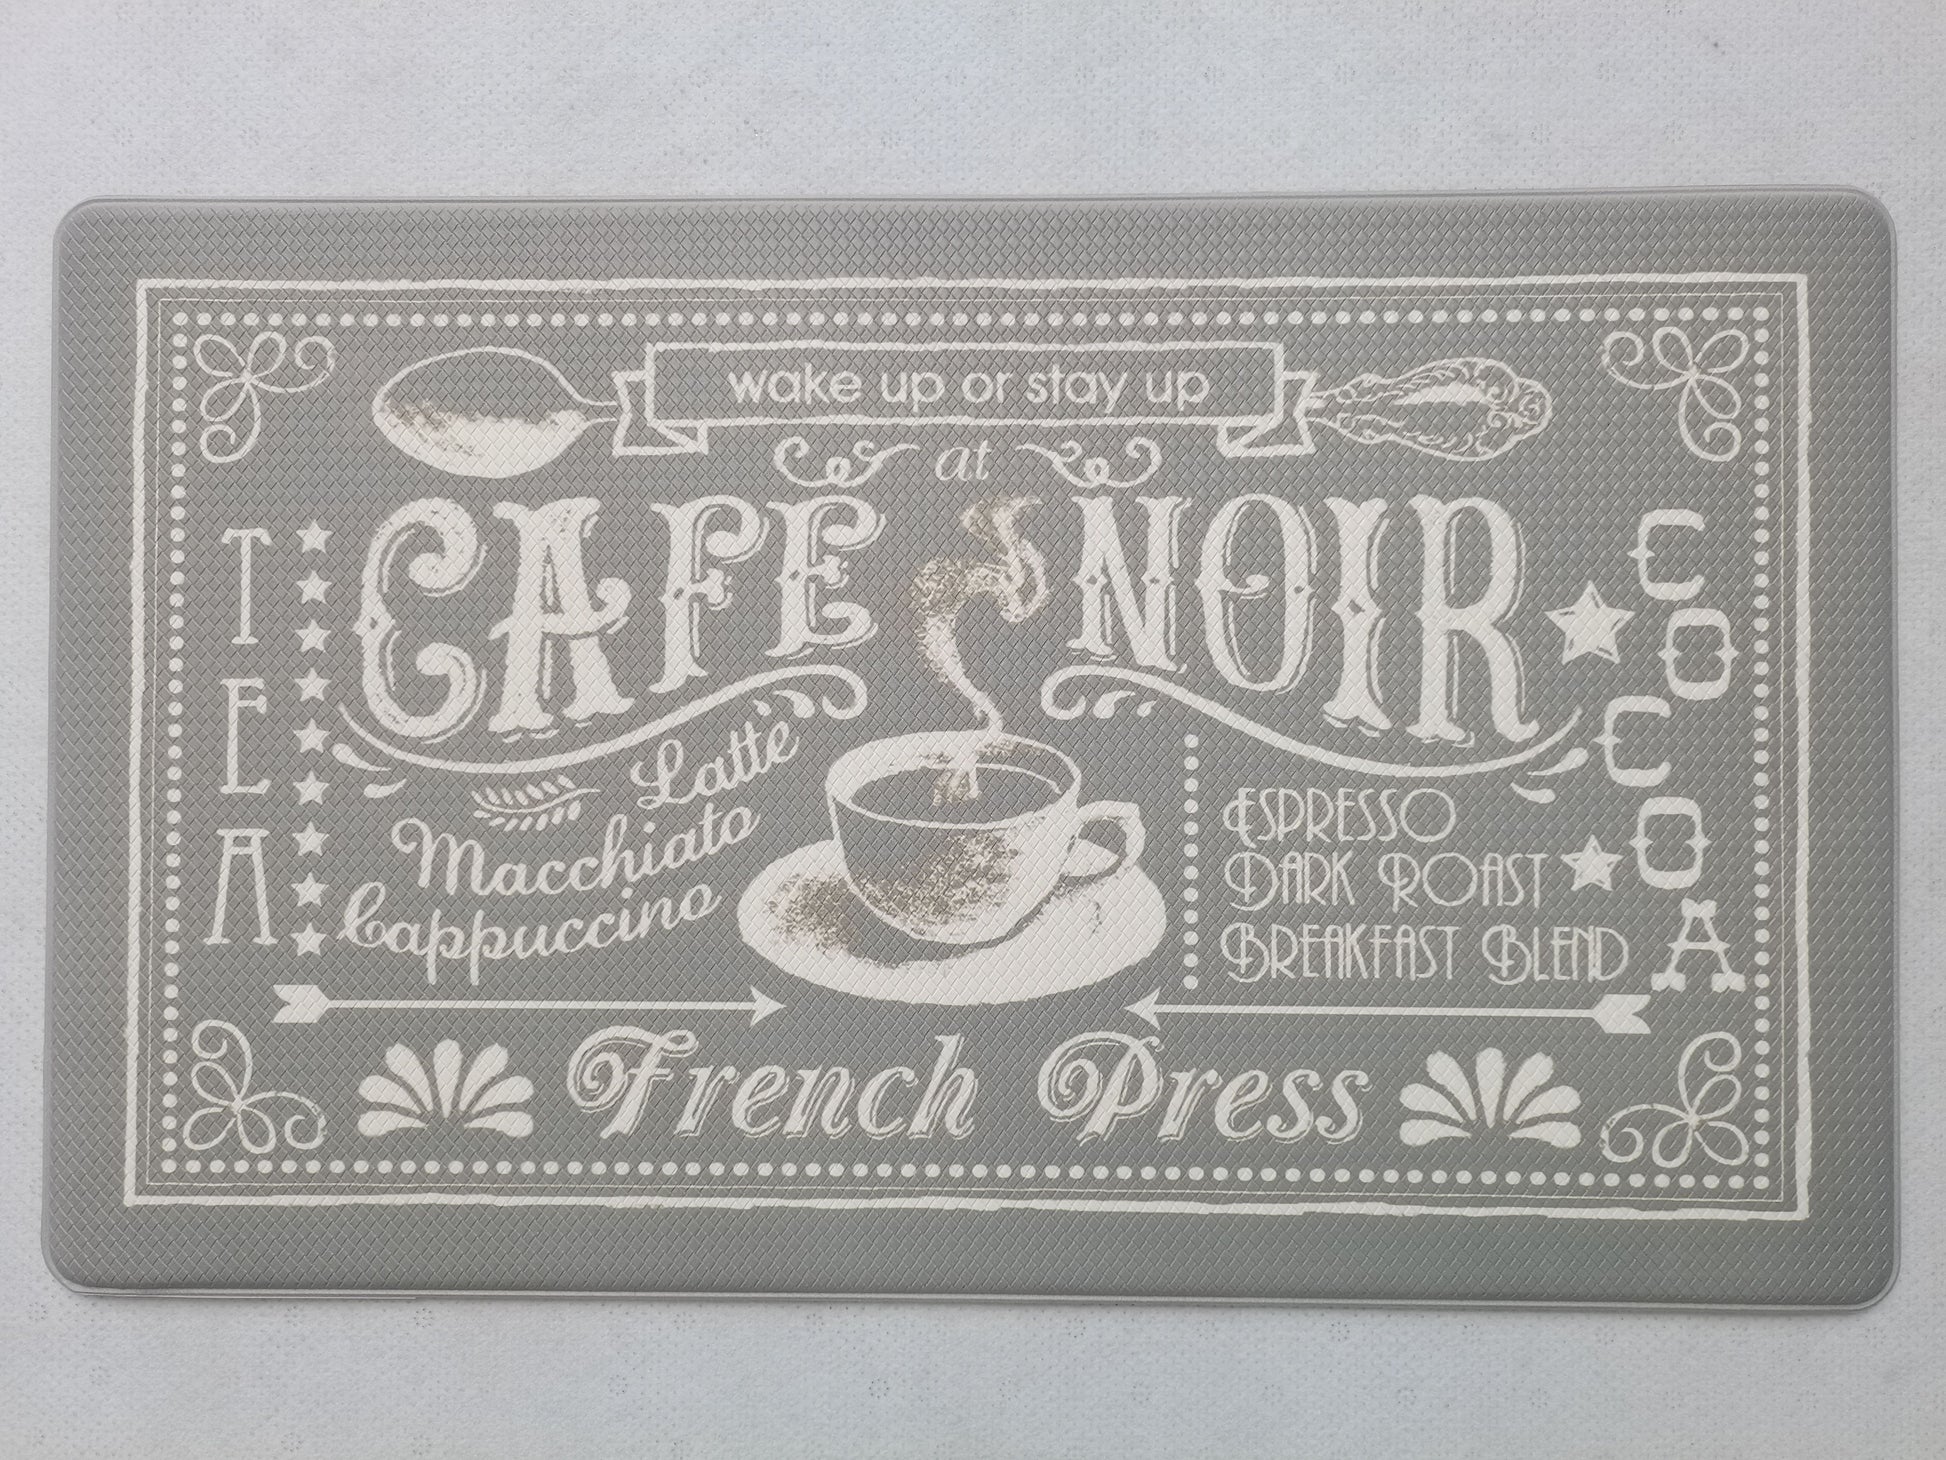 wake up or stay up
at
CAFE NOIR
TEA
Latte
Macchiato
Cappuccino
ESPRESSO
DARK ROAST
BREAKFAST BLEND
COCOA
French Press